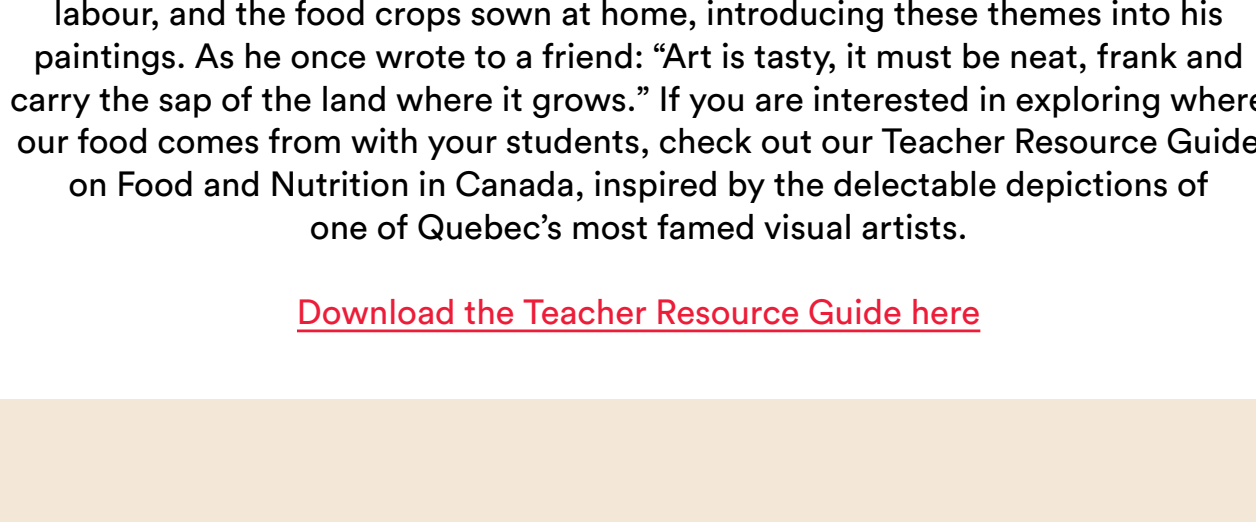 labour, and the food crops sown at home, introducing these themes into his
paintings. As he once wrote to a friend: “Art is tasty, it must be neat, frank and
carry the sap of the land where it grows.” If you are interested in exploring where
our food comes from with your students, check out our Teacher Resource Guide
on Food and Nutrition in Canada, inspired by the delectable depictions of
one of Quebec’s most famed visual artists.
Download the Teacher Resource Guide here